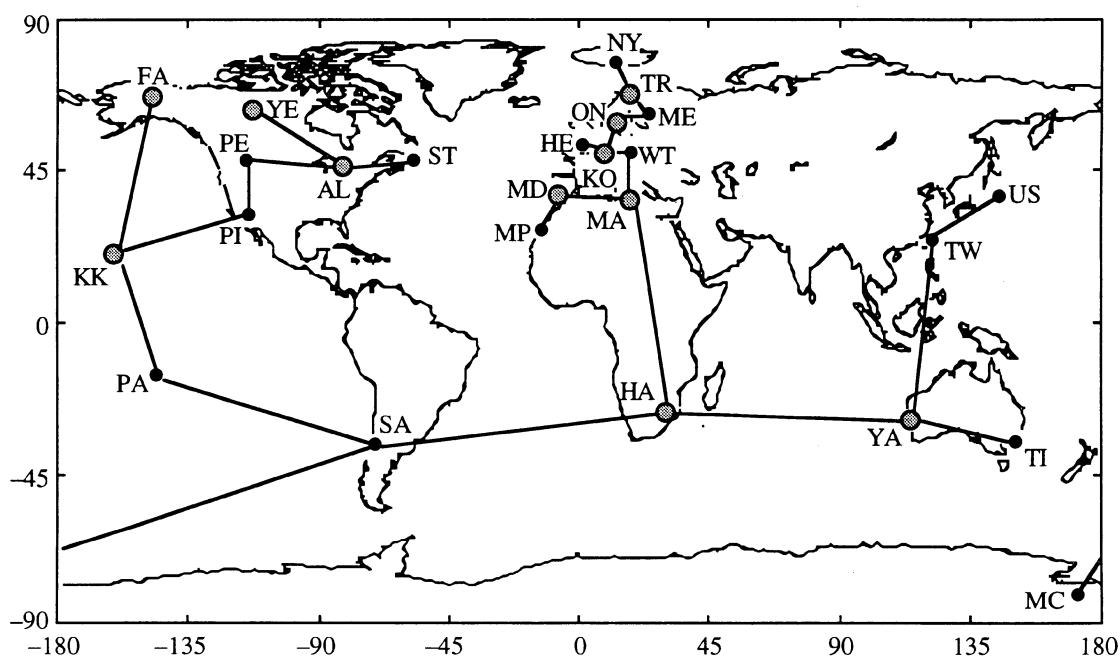 90
NY
FA
TR
YE
ON
ME
PE
HE
WT
ST
45
AL
KO
MD
US
MA
PI
MP
TW
KK
0
PA
HA
SA
YA
TI
−45
MC
−90
−180 −135 −90 −45 0 45 90 135 180